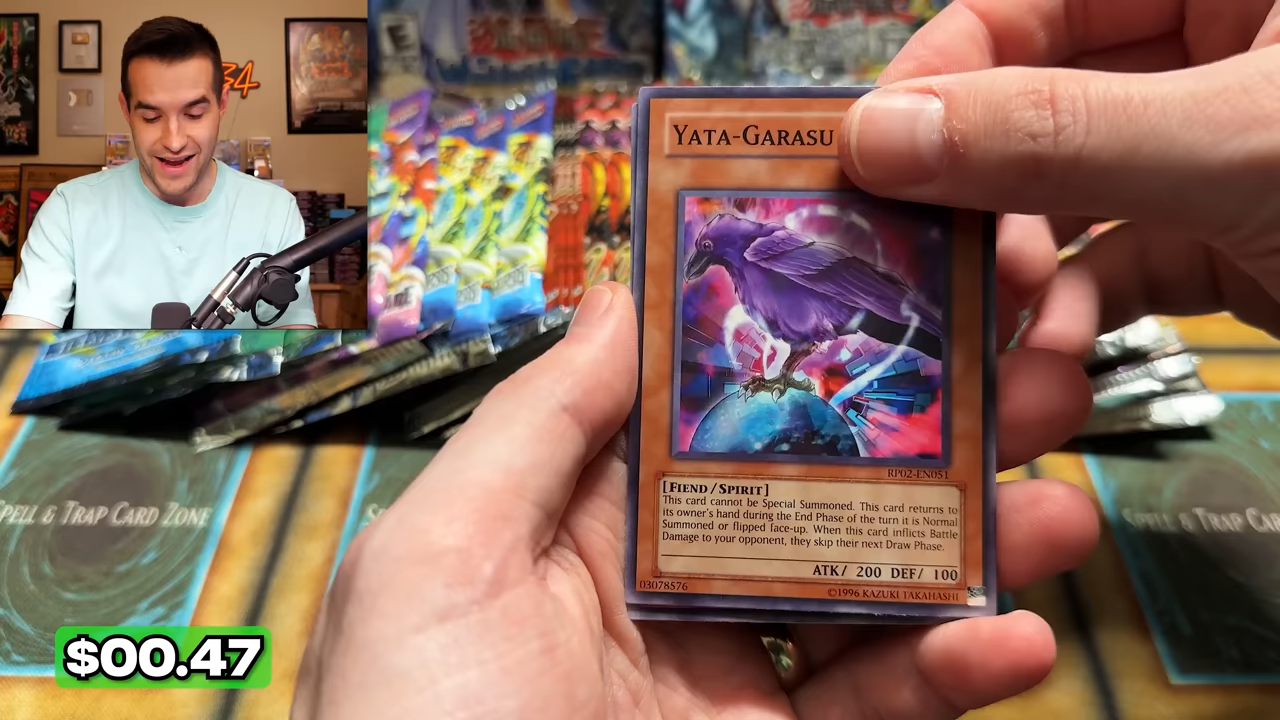 34
YATA-GARASU
RP02-EN051
[FIEND/SPIRIT]
This card cannot be Special Summoned. This card returns to
its owner's hand during the End Phase of the turn it is Normal
Summoned or flipped face-up. When this card inflicts Battle
Damage to your opponent, they skip their next Draw Phase.
ATK/ 200 DEF/ 100
03078576
©1996 KAZUKI TAKAHASHI
SPELL & TRAP CARD ZONE
SPELL & TRAP CAR
$00.47